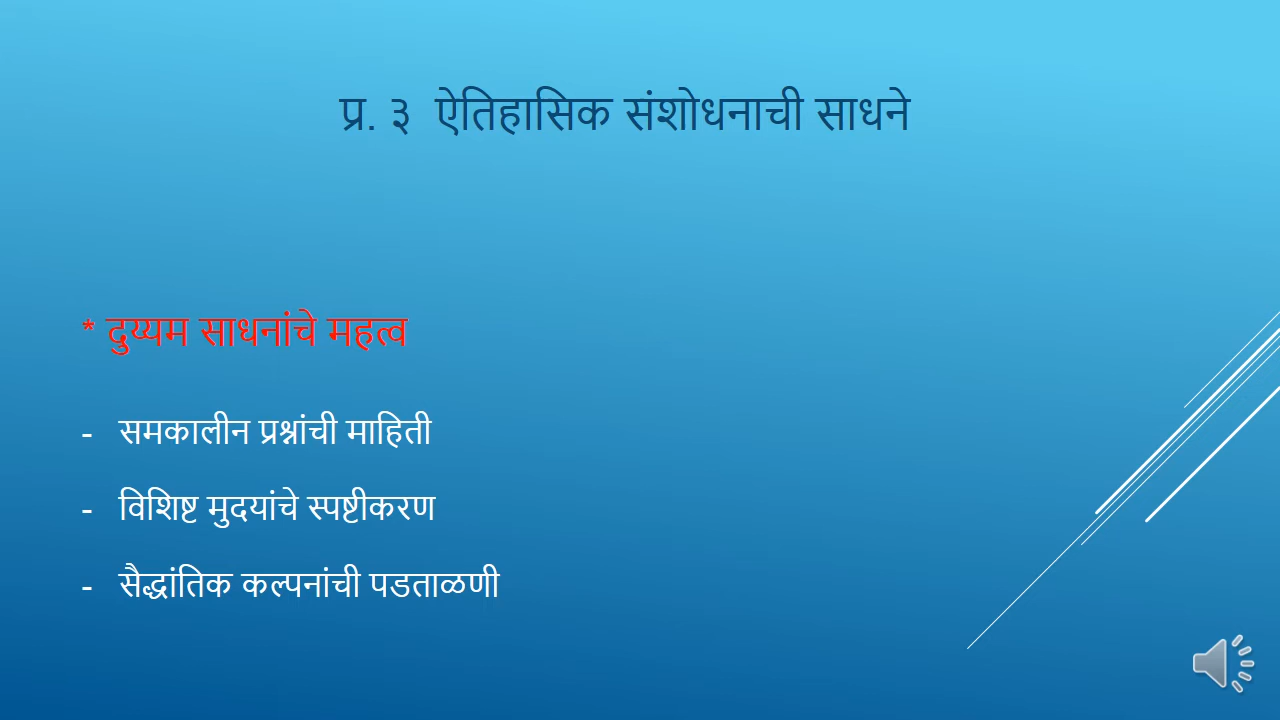 प्र. ३ ऐतिहासिक संशोधनाची साधने
* दुय्यम साधनांचे महत्व
- समकालीन प्रश्नांची माहिती
- विशिष्ट मुदयांचे स्पष्टीकरण
- सैद्धांतिक कल्पनांची पडताळणी